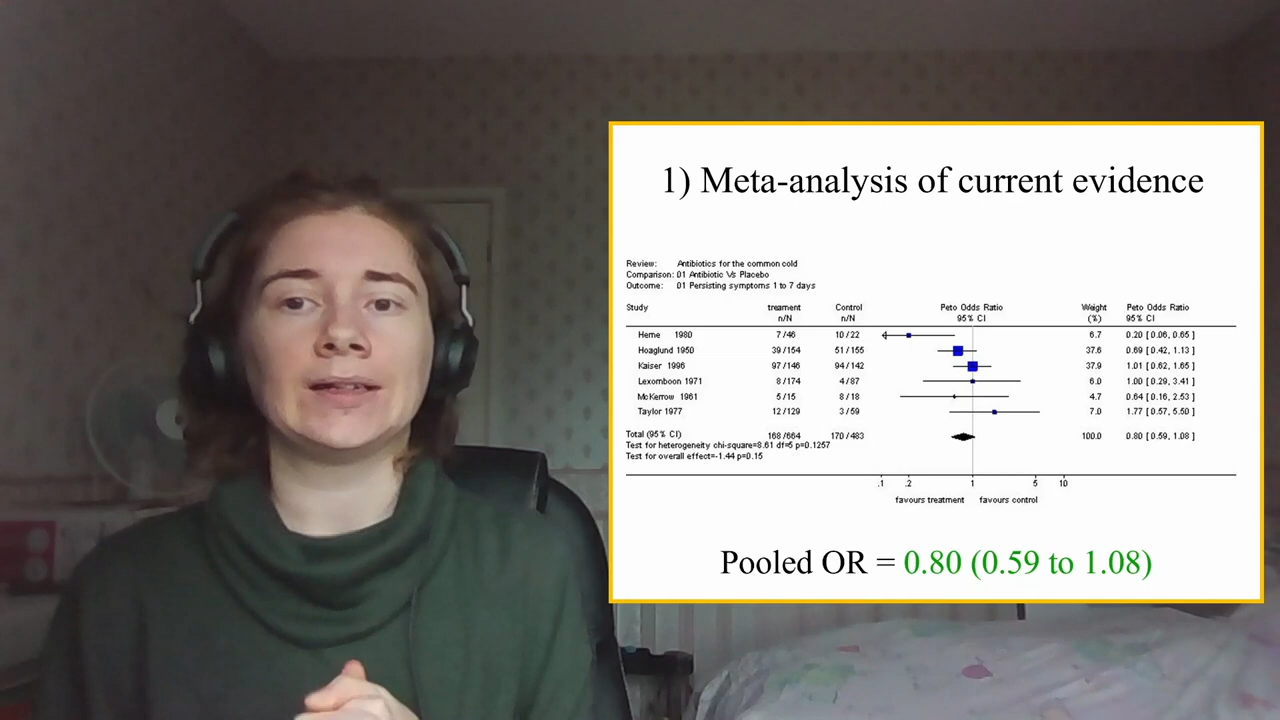 1) Meta-analysis of current evidence
Review: Antibiotics for the common cold
Comparison: 01 Antibiotic Vs Placebo
Outcome: 01 Persisting symptoms 1 to 7 days
Study treament Control Peto Odds Ratio Weight Peto Odds Ratio
n/N n/N 95% CI (%) 95% CI
Herne 1980 7/46 10/22 6.7 0.20 [ 0.06, 0.65 ]
Hoaglund 1950 39/154 51/155 37.6 0.69 [ 0.42, 1.13 ]
Kaiser 1996 97/146 94/142 37.9 1.01 [ 0.62, 1.65 ]
Lexomboon 1971 8/174 4/87 6.0 1.00 [ 0.29, 3.41 ]
McKerrow 1961 5/15 8/18 4.7 0.64 [ 0.16, 2.53 ]
Taylor 1977 12/129 3/59 7.0 1.77 [ 0.57, 5.50 ]
Total (95% CI) 168/664 170/483 100.0 0.80 [ 0.59, 1.08 ]
Test for heterogeneity chi-square=8.61 df=5 p=0.1257
Test for overall effect=-1.44 p=0.15
.1 .2 1 5 10
favours treatment favours control
Pooled OR = 0.80 (0.59 to 1.08)